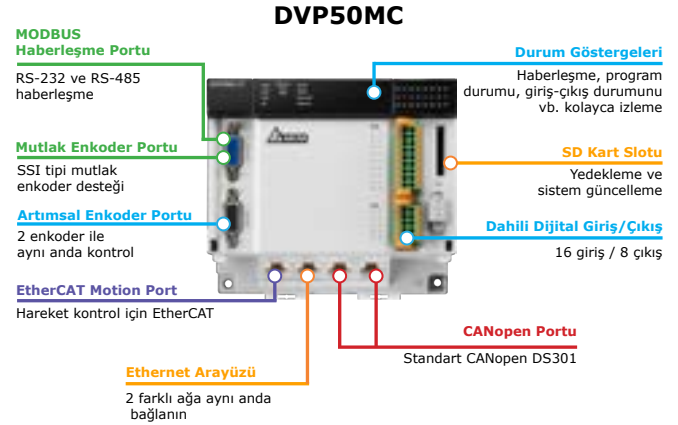 DVP50MC
MODBUS
Haberleşme Portu
RS-232 ve RS-485
haberleşme
Mutlak Enkoder Portu
SSI tipi mutlak
enkoder desteği
Artımsal Enkoder Portu
2 enkoder ile
aynı anda kontrol
EtherCAT Motion Port
Hareket kontrol için EtherCAT
Ethernet Arayüzü
2 farklı ağa aynı anda
bağlanın
Durum Göstergeleri
Haberleşme, program
durumu, giriş-çıkış durumunu
vb. kolayca izleme
SD Kart Slotu
Yedekleme ve
sistem güncelleme
Dahili Dijital Giriş/Çıkış
16 giriş / 8 çıkış
CANopen Portu
Standart CANopen DS301